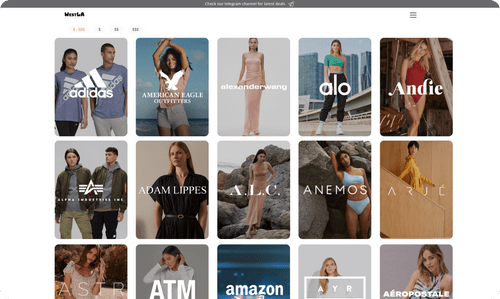 Check our telegram channel for latest deals
WestLA
$ - $$$ $ $$ $$$
adidas
AMERICAN EAGLE
OUTFITTERS
alexanderwang
alo
Andie
ALPHA INDUSTRIES INC.
ADAM LIPPES
A.L.C.
ANEMOS
ARJÉ
ASTR
ATM
amazon
AYR
AÉROPOSTALE